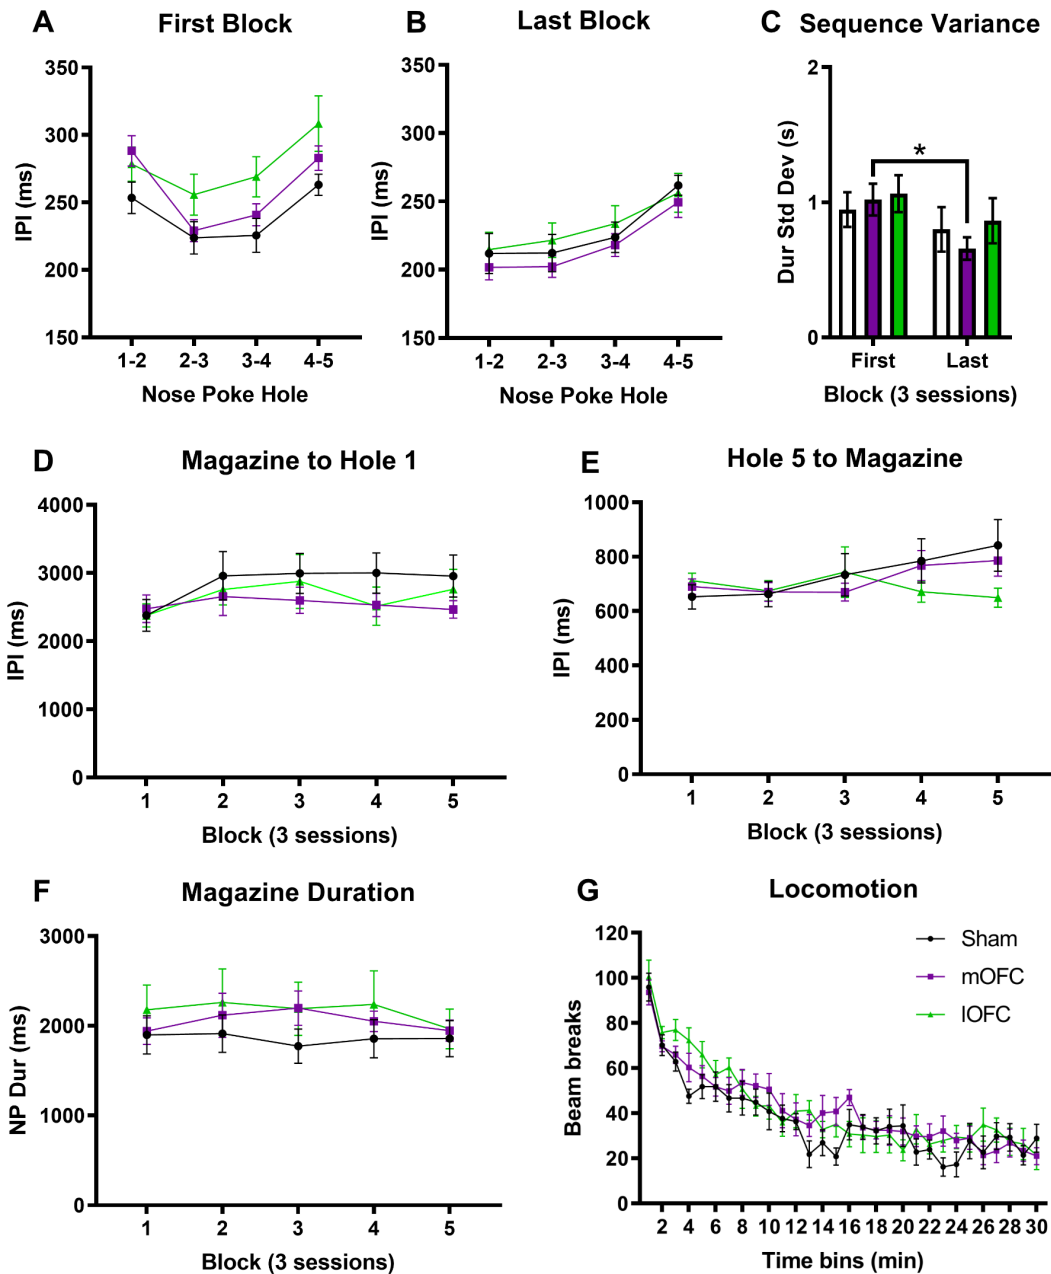 A First Block
350
300
250
200
150
IPI (ms)
1-2 2-3 3-4 4-5
Nose Poke Hole
B Last Block
350
300
250
200
150
IPI (ms)
1-2 2-3 3-4 4-5
Nose Poke Hole
C Sequence Variance
2
1
0
Dur Std Dev (s)
*
First Last
Block (3 sessions)
D Magazine to Hole 1
4000
3000
2000
1000
0
IPI (ms)
1 2 3 4 5
Block (3 sessions)
E Hole 5 to Magazine
1000
800
600
400
200
0
IPI (ms)
1 2 3 4 5
Block (3 sessions)
F Magazine Duration
3000
2000
1000
0
NP Dur (ms)
1 2 3 4 5
Block (3 sessions)
G Locomotion
120
100
80
60
40
20
0
Beam breaks
Sham
mOFC
lOFC
2 4 6 8 10 12 14 16 18 20 22 24 26 28 30
Time bins (min)